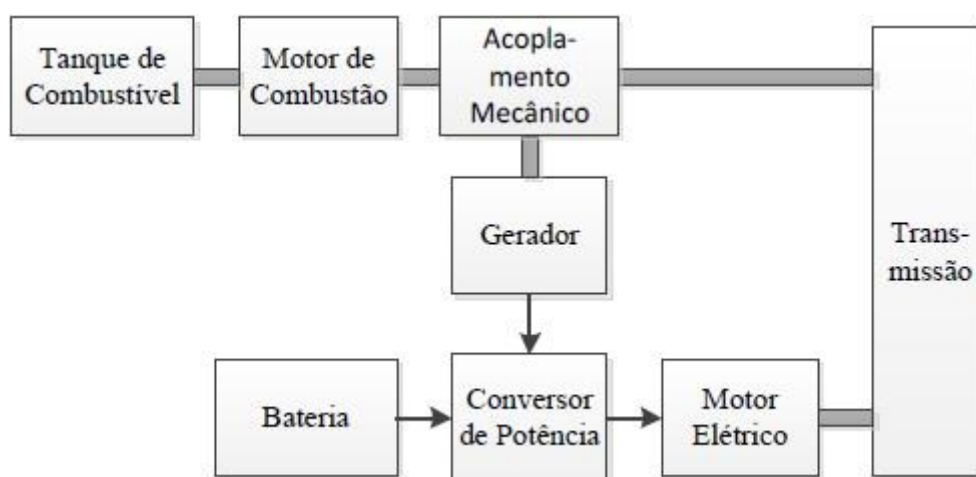 Tanque de
Combustível
Motor de
Combustão
Acopla-
mento
Mecânico
Gerador
Trans-
missão
Bateria
Conversor
de Potência
Motor
Elétrico